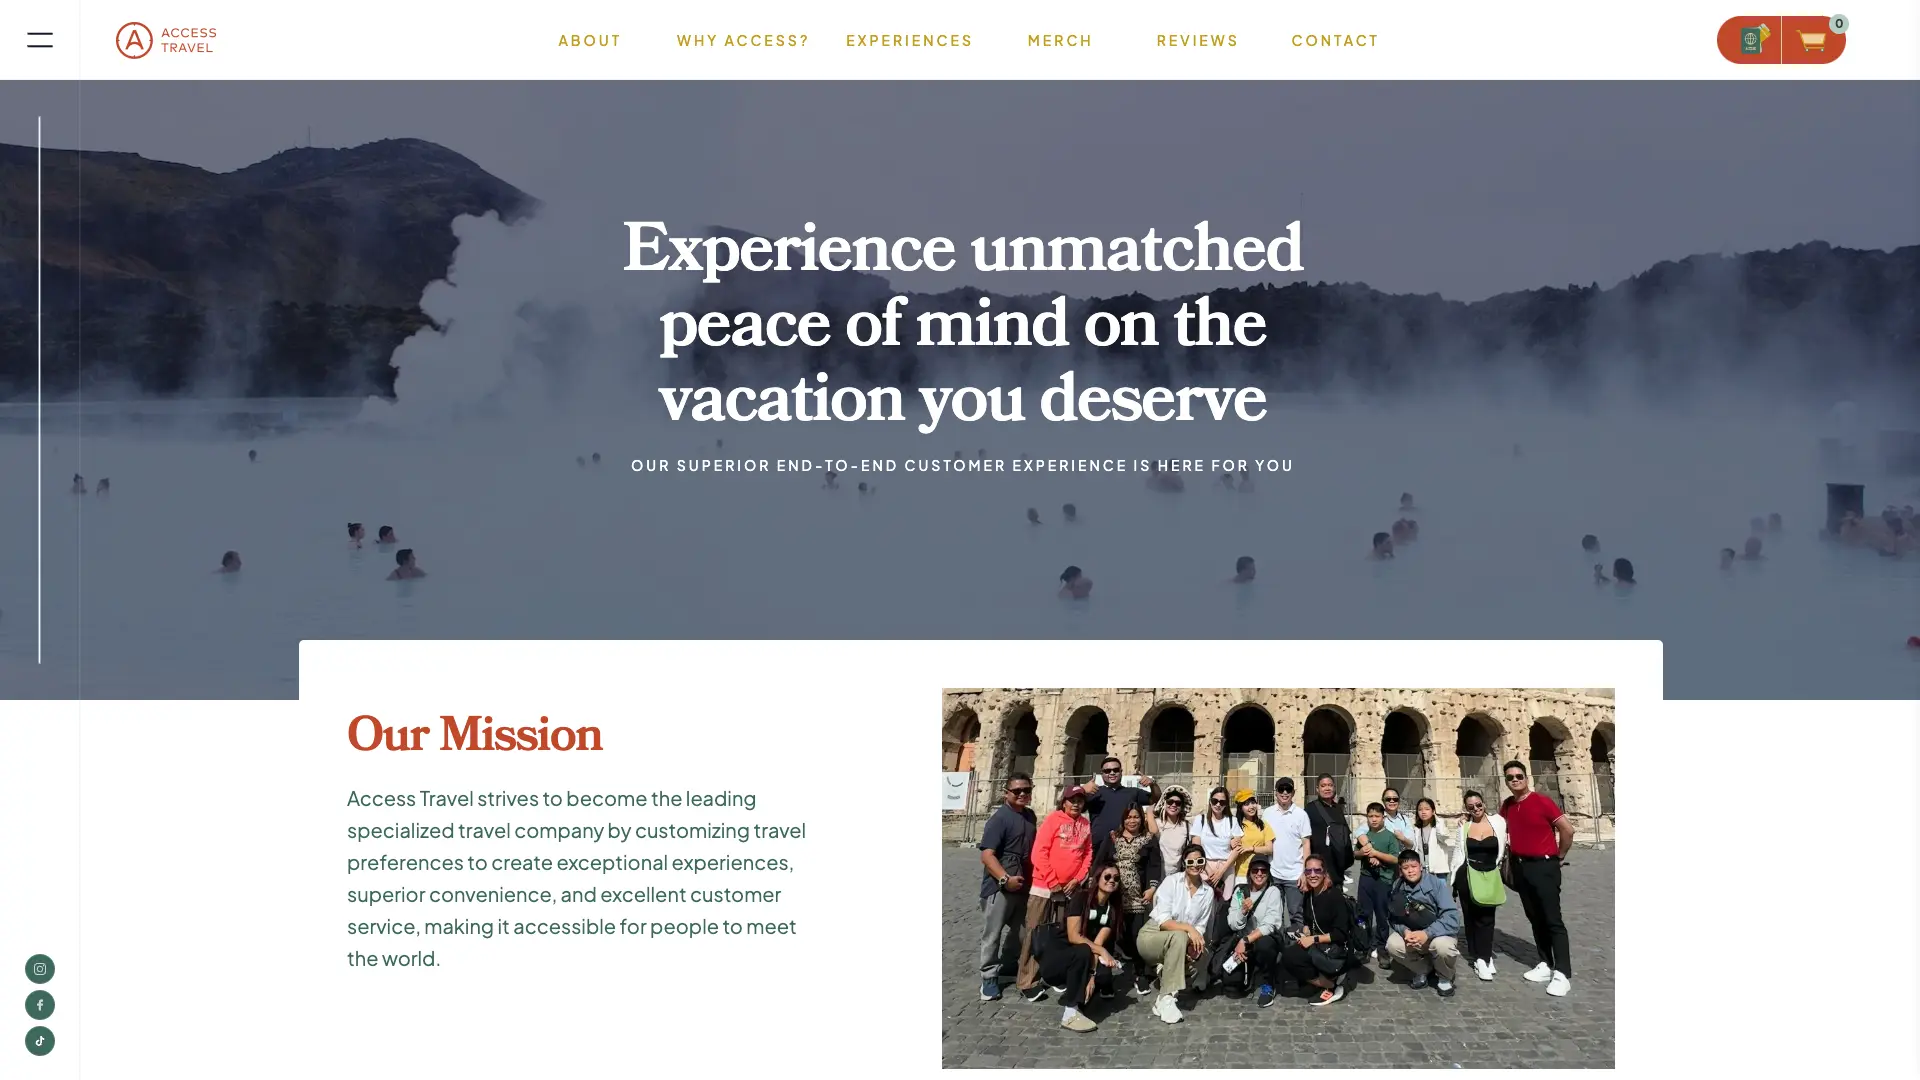 ACCESS
TRAVEL
ABOUT
WHY ACCESS?
EXPERIENCES
MERCH
REVIEWS
CONTACT
0
Experience unmatched
peace of mind on the
vacation you deserve
OUR SUPERIOR END-TO-END CUSTOMER EXPERIENCE IS HERE FOR YOU
Our Mission
Access Travel strives to become the leading
specialized travel company by customizing travel
preferences to create exceptional experiences,
superior convenience, and excellent customer
service, making it accessible for people to meet
the world.